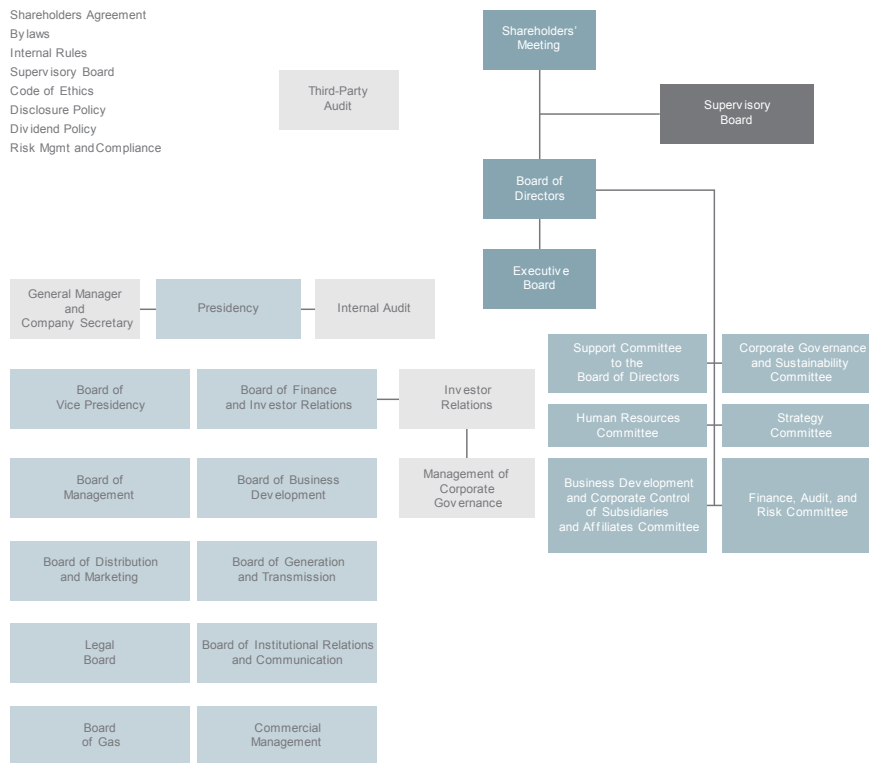 Shareholders Agreement
Bylaws
Internal Rules
Supervisory Board
Code of Ethics
Disclosure Policy
Dividend Policy
Risk Mgmt and Compliance
Third-Party
Audit
Shareholders'
Meeting
Supervisory
Board
Board of
Directors
Executive
Board
General Manager
and
Company Secretary
Presidency
Internal Audit
Board of
Vice Presidency
Board of Finance
and Investor Relations
Investor
Relations
Board of
Management
Board of Business
Development
Management of
Corporate
Governance
Board of Distribution
and Marketing
Board of Generation
and Transmission
Legal
Board
Board of Institutional Relations
and Communication
Board
of Gas
Commercial
Management
Support Committee
to the
Board of Directors
Corporate Governance
and Sustainability
Committee
Human Resources
Committee
Strategy
Committee
Business Development
and Corporate Control
of Subsidiaries
and Affiliates Committee
Finance, Audit, and
Risk Committee